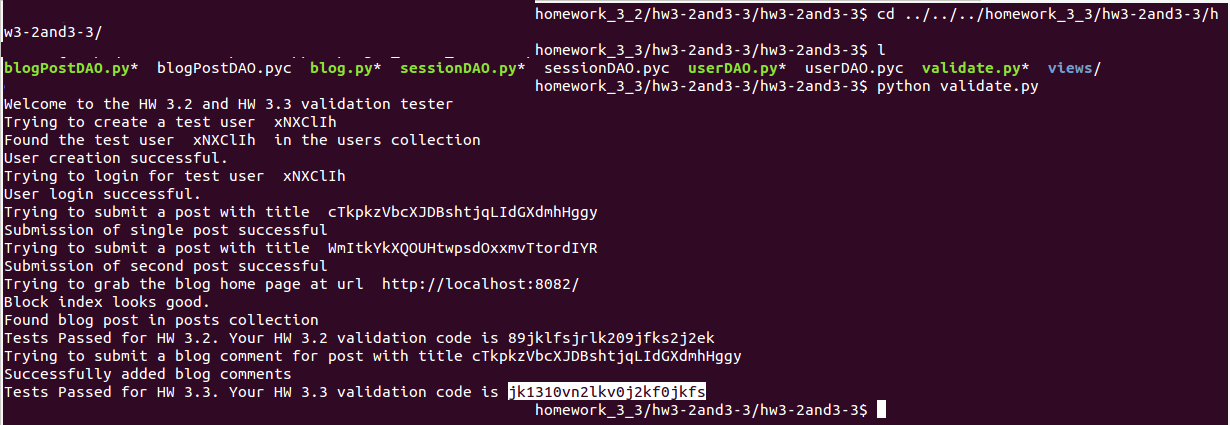 homework_3_2/hw3-2and3-3/hw3-2and3-3$ cd ../../../homework_3_3/hw3-2and3-3/h
w3-2and3-3/
homework_3_3/hw3-2and3-3/hw3-2and3-3$ l
blogPostDAO.py* blogPostDAO.pyc blog.py* sessionDAO.py* sessionDAO.pyc userDAO.py* userDAO.pyc validate.py* views/
homework_3_3/hw3-2and3-3/hw3-2and3-3$ python validate.py
Welcome to the HW 3.2 and HW 3.3 validation tester
Trying to create a test user xNXClIh
Found the test user xNXClIh in the users collection
User creation successful.
Trying to login for test user xNXClIh
User login successful.
Trying to submit a post with title cTkpkzVbcXJDBshtjqLIdGXdmhHggy
Submission of single post successful
Trying to submit a post with title WmItkYkXQOUHtwpsdOxxmvTtordIYR
Submission of second post successful
Trying to grab the blog home page at url http://localhost:8082/
Block index looks good.
Found blog post in posts collection
Tests Passed for HW 3.2. Your HW 3.2 validation code is 89jklfsjrlk209jfks2j2ek
Trying to submit a blog comment for post with title cTkpkzVbcXJDBshtjqLIdGXdmhHggy
Successfully added blog comments
Tests Passed for HW 3.3. Your HW 3.3 validation code is jk1310vn2lkv0j2kf0jkfs
homework_3_3/hw3-2and3-3/hw3-2and3-3$